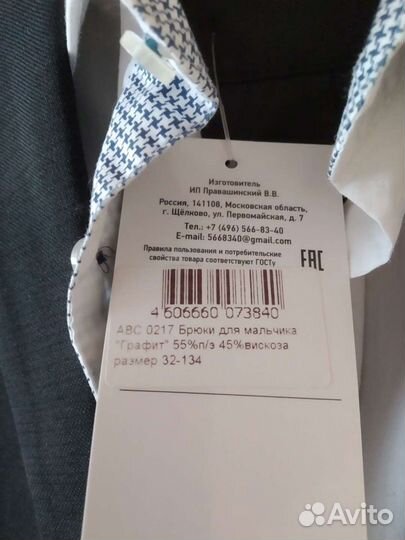 Изготовитель
ИП Правашинский В.В.
Россия, 141108, Московская область,
г. Щёлково, ул. Первомайская, д. 7
Тел.: +7 (496) 566-83-40
E-mail: 5668340@gmail.com
Правила пользования и потребительские
свойства товара соответствуют ГОСТу
EAC
4 606660 073840
АВС 0217 Брюки для мальчика
"Графит" 55%п/э 45%вискоза
размер 32-134
Avito